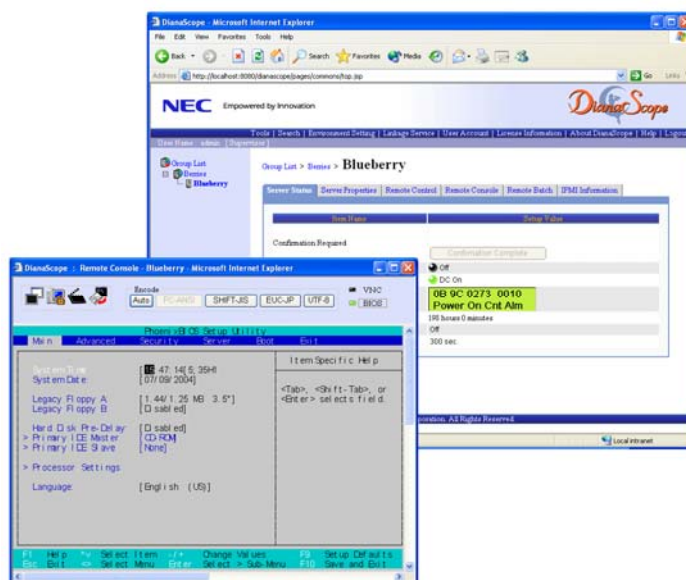 DianaScope - Microsoft Internet Explorer
File Edit View Favorites Tools Help
Back Search Favorites Media
Address http://localhost:8080/dianascope/pages/commons/top.jsp Go Links
NEC Empowered by Innovation DianaScope
Tools | Search | Environment Setting | Linkage Service | User Account | License Information | About DianaScope | Help | Logout
User Name : admin [Supervisor]
Group List
Berries
Blueberry
Group List > Berries > Blueberry
Server Status Server Properties Remote Control Remote Console Remote Batch IPMI Information
Item Name Setup Value
Confirmation Required
Confirmation Complete
Off
DC On
0B 9C 0273 0010
Power On Cnt Alm
198 hours 0 minutes
Off
300 sec.
poration. All Rights Reserved.
Local intranet
DianaScope : Remote Console - Blueberry - Microsoft Internet Explorer
Encode
Auto PC-ANSI SHIFT-JIS EUC-JP UTF-8
VNC
BIOS
PhoenixBIOS Setup Utility
Main Advanced Security Server Boot Exit
Item Specific Help
System Time:
System Date: [07/09/2004]
<Tab>, <Shift-Tab>, or
<Enter> selects field.
Legacy Floppy A: [1.44/1.25 MB 3.5"]
Legacy Floppy B: [Disabled]
Hard Disk Pre-Delay: [Disabled]
> Primary IDE Master [CD-ROM]
> Primary IDE Slave [None]
> Processor Settings
Language: [English (US)]
F1 Help Select Item -/+ Change Values F9 Setup Defaults
Esc Exit <> Select Menu Enter Select > Sub-Menu F10 Save and Exit